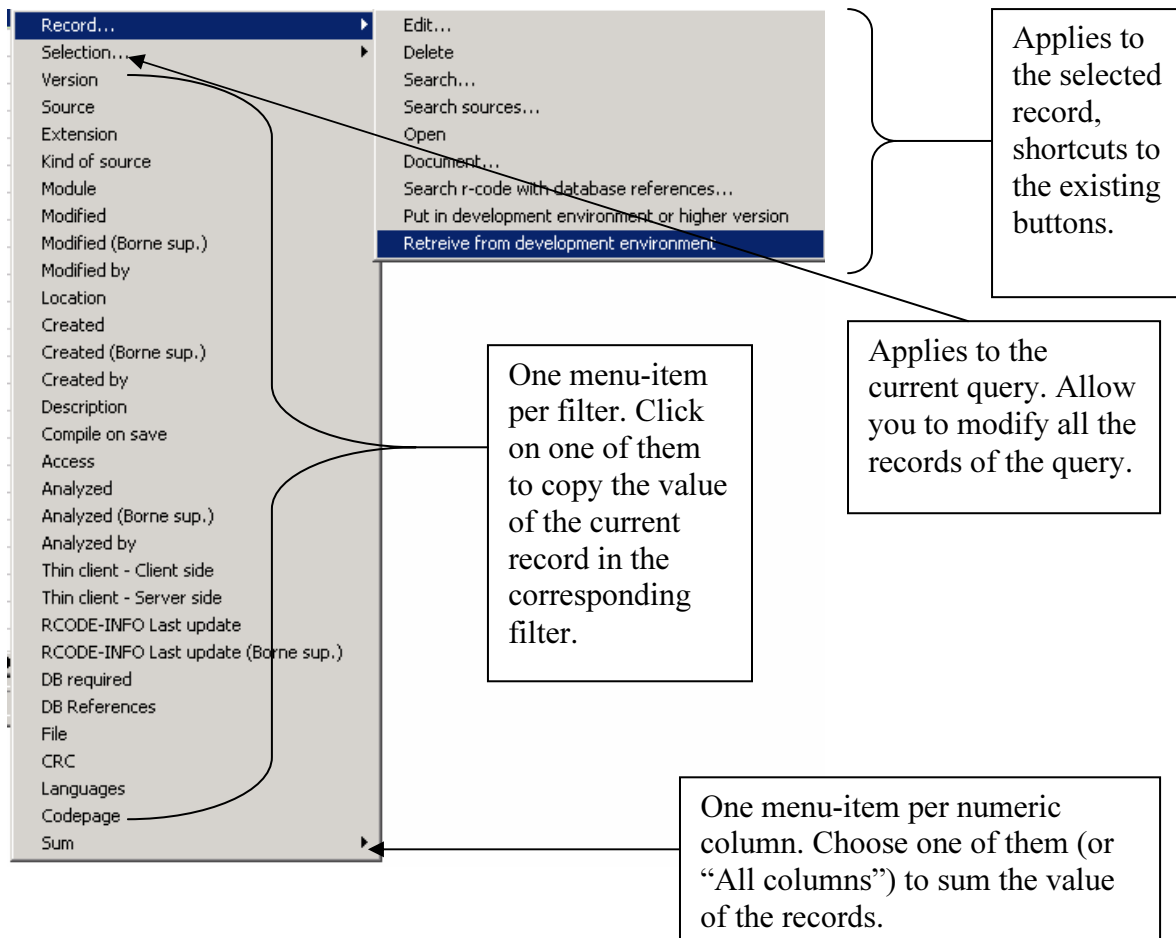 Record...
Selection...
Version
Source
Extension
Kind of source
Module
Modified
Modified (Borne sup.)
Modified by
Location
Created
Created (Borne sup.)
Created by
Description
Compile on save
Access
Analyzed
Analyzed (Borne sup.)
Analyzed by
Thin client - Client side
Thin client - Server side
RCODE-INFO Last update
RCODE-INFO Last update (Borne sup.)
DB required
DB References
File
CRC
Languages
Codepage
Sum
Edit...
Delete
Search...
Search sources...
Open
Document...
Search r-code with database references...
Put in development environment or higher version
Retreive from development environment
Applies to
the selected
record,
shortcuts to
the existing
buttons.
Applies to the
current query. Allow
you to modify all the
records of the query.
One menu-item
per filter. Click
on one of them
to copy the value
of the current
record in the
corresponding
filter.
One menu-item per numeric
column. Choose one of them (or
“All columns”) to sum the value
of the records.